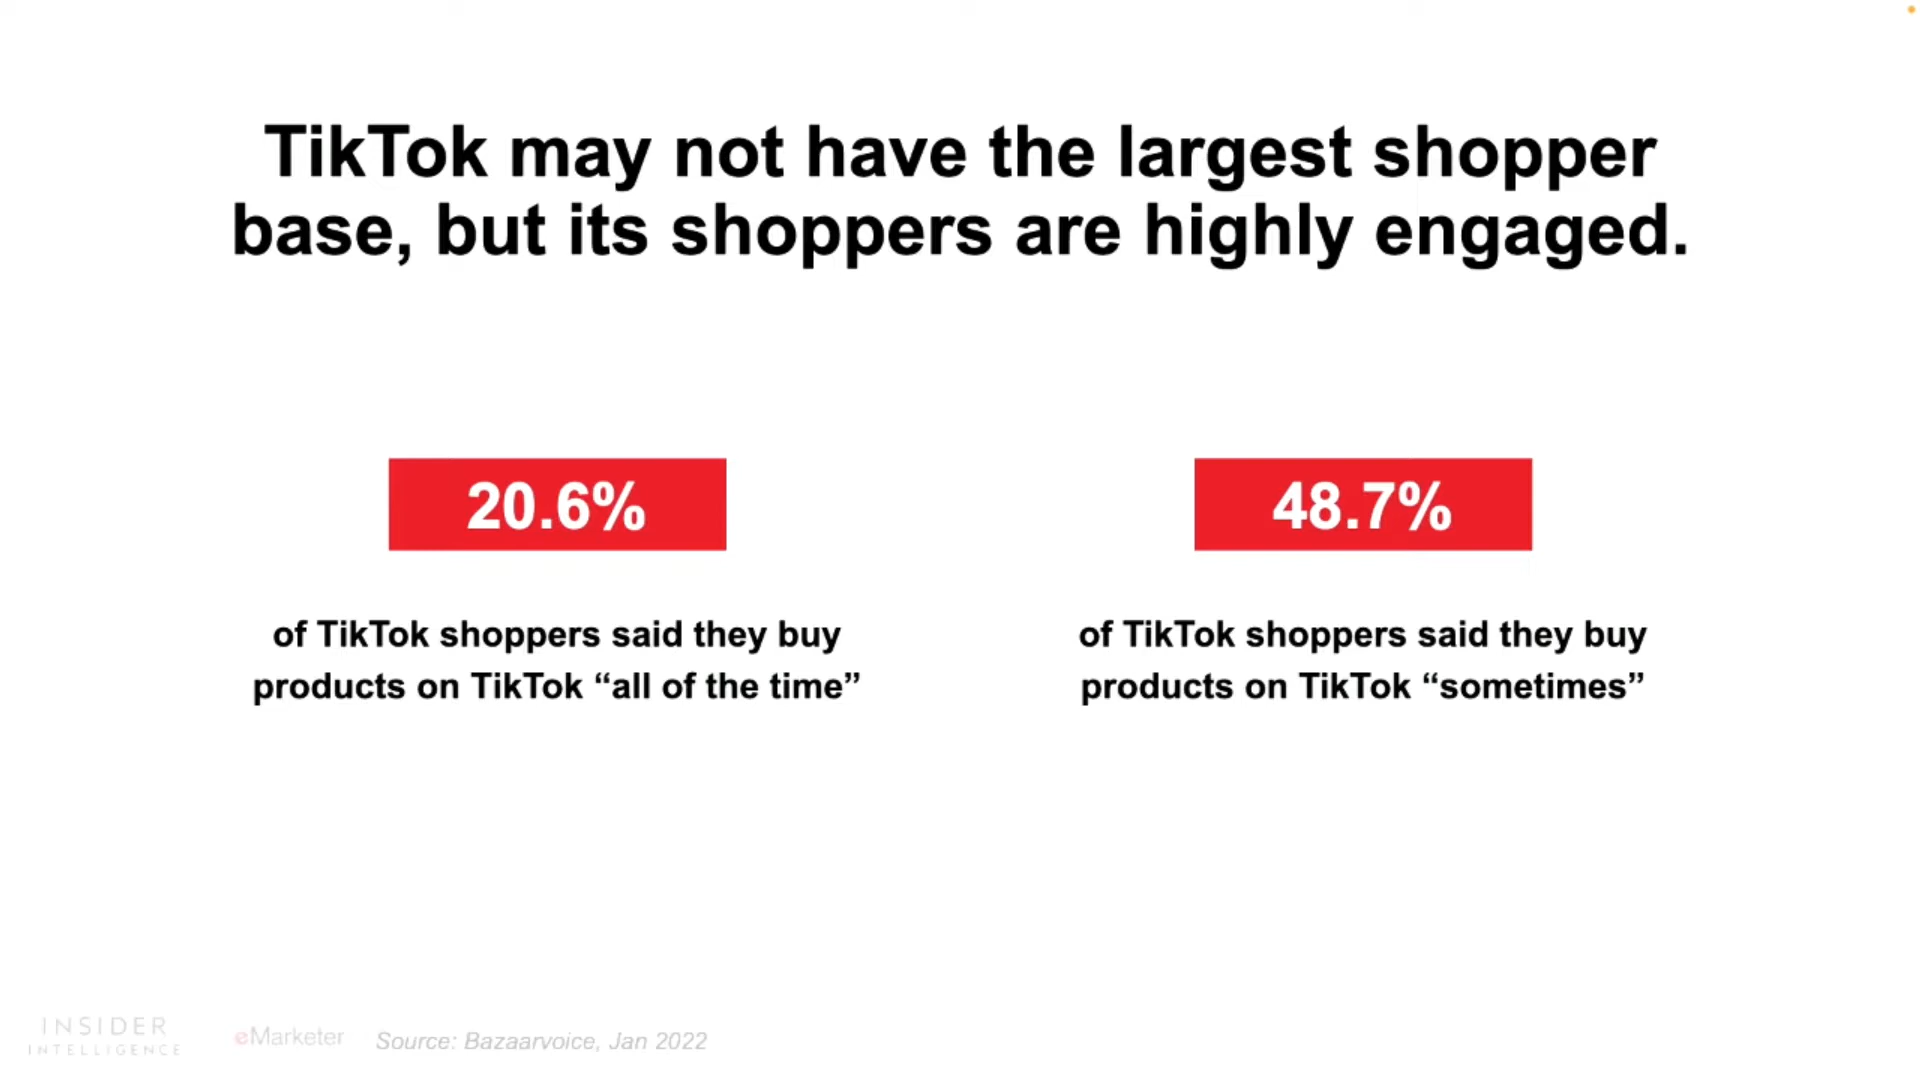 TikTok may not have the largest shopper
base, but its shoppers are highly engaged.
20.6%
of TikTok shoppers said they buy
products on TikTok “all of the time”
48.7%
of TikTok shoppers said they buy
products on TikTok “sometimes”
INSIDER
INTELLIGENCE
eMarketer
Source: Bazaarvoice, Jan 2022